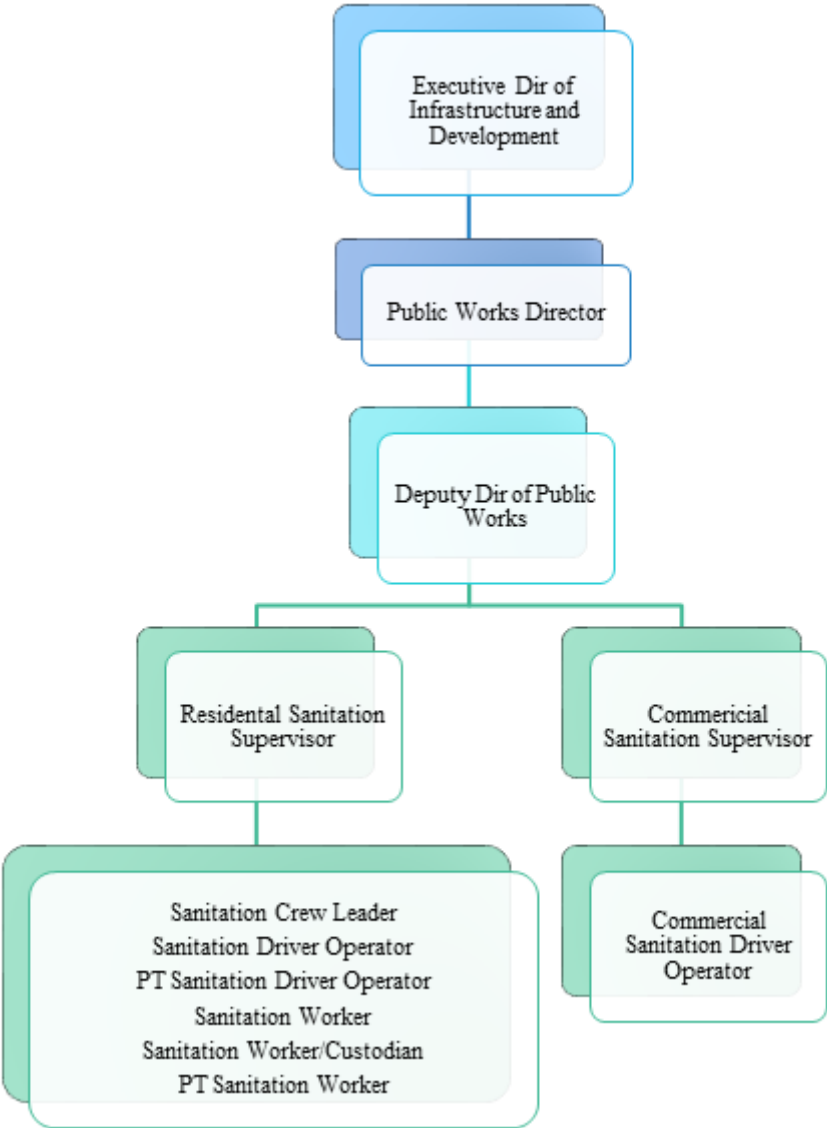 Executive Dir of
Infrastructure and
Development
Public Works Director
Deputy Dir of Public
Works
Residental Sanitation
Supervisor
Commericial
Sanitation Supervisor
Sanitation Crew Leader
Sanitation Driver Operator
PT Sanitation Driver Operator
Sanitation Worker
Sanitation Worker/Custodian
PT Sanitation Worker
Commercial
Sanitation Driver
Operator